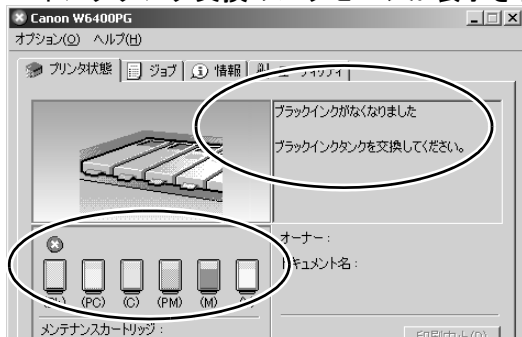 Canon W6400PG
オプション(O) ヘルプ(H)
プリンタ状態 ジョブ 情報
ブラックインクがなくなりました
ブラックインクタンクを交換してください。
オーナー:
ドキュメント名:
(PC) (C) (PM) (M)
メンテナンスカートリッジ:
印刷中止(P)